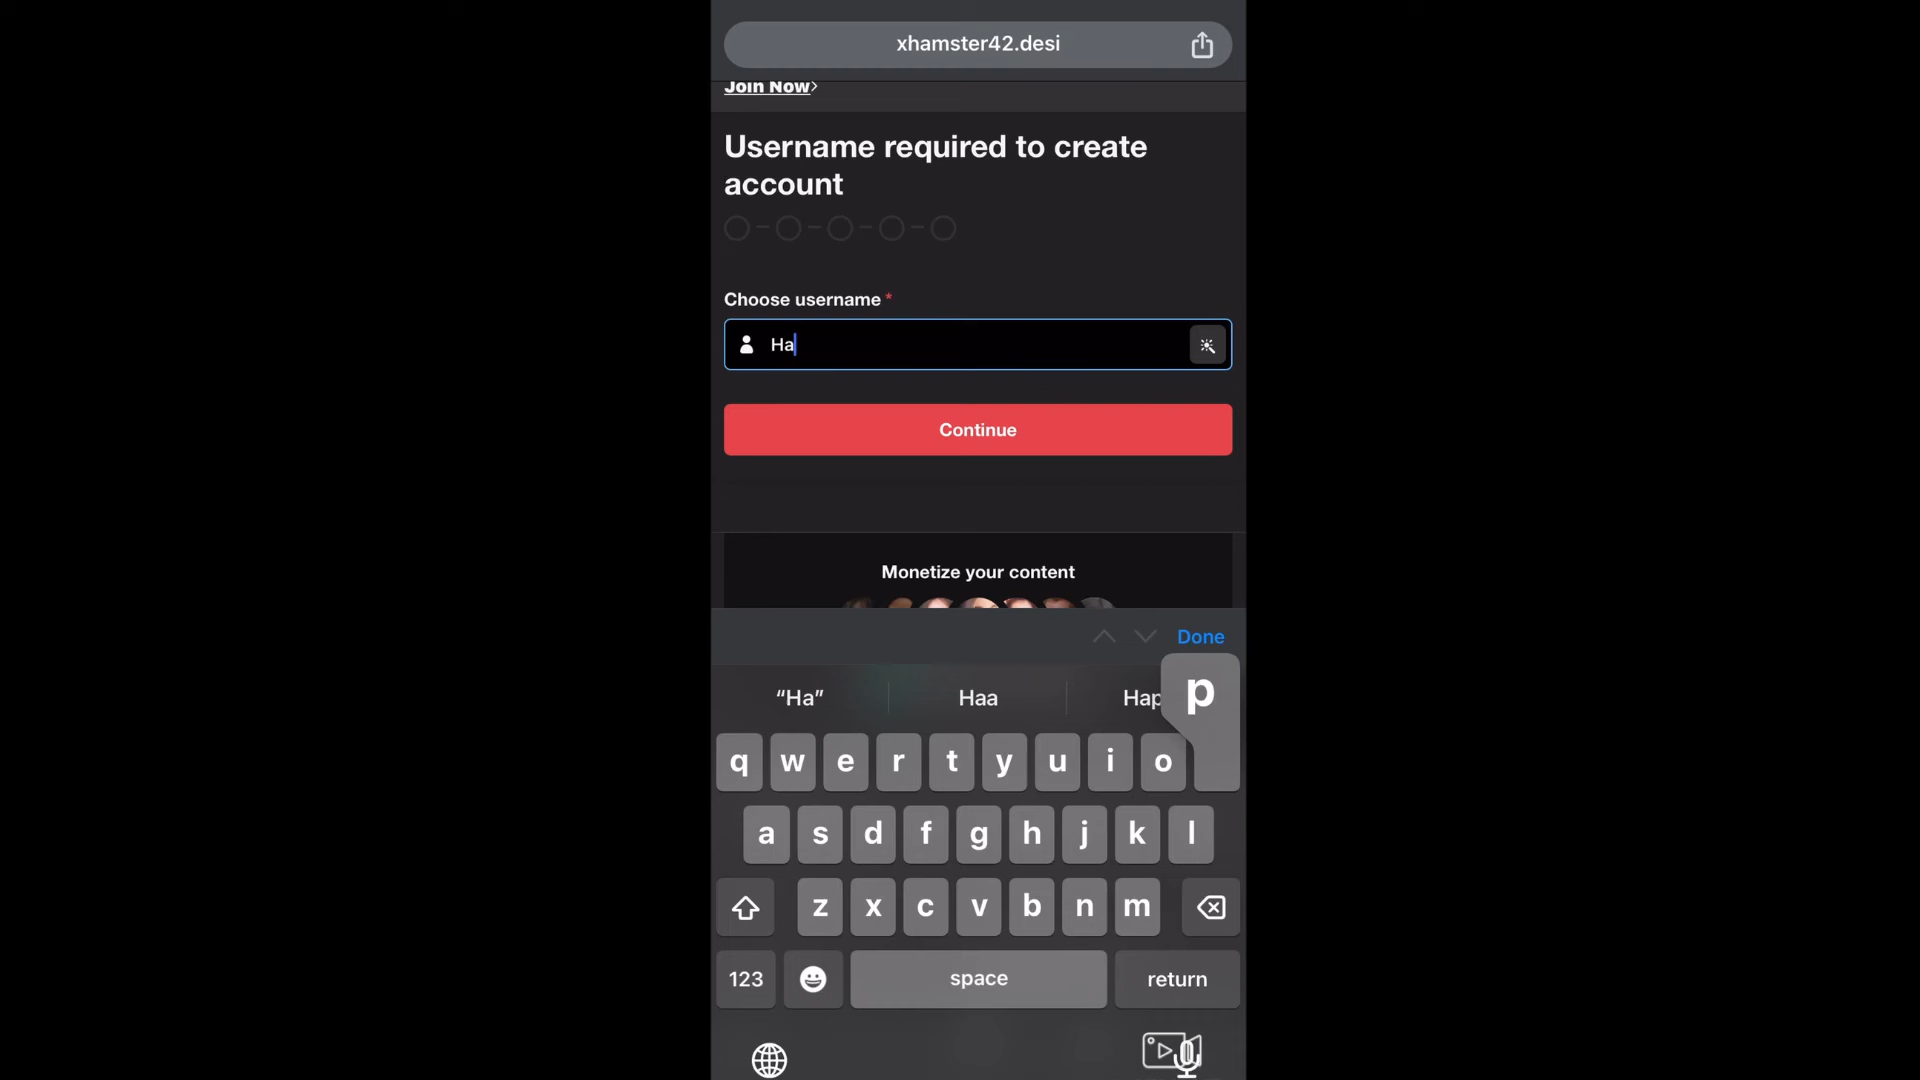 xhamster42.desi
Join Now›
Username required to create
account
Choose username *
Ha
Continue
Monetize your content
Done
“Ha” Haa Hap
p
q w e r t y u i o
a s d f g h j k l
z x c v b n m
123 space return